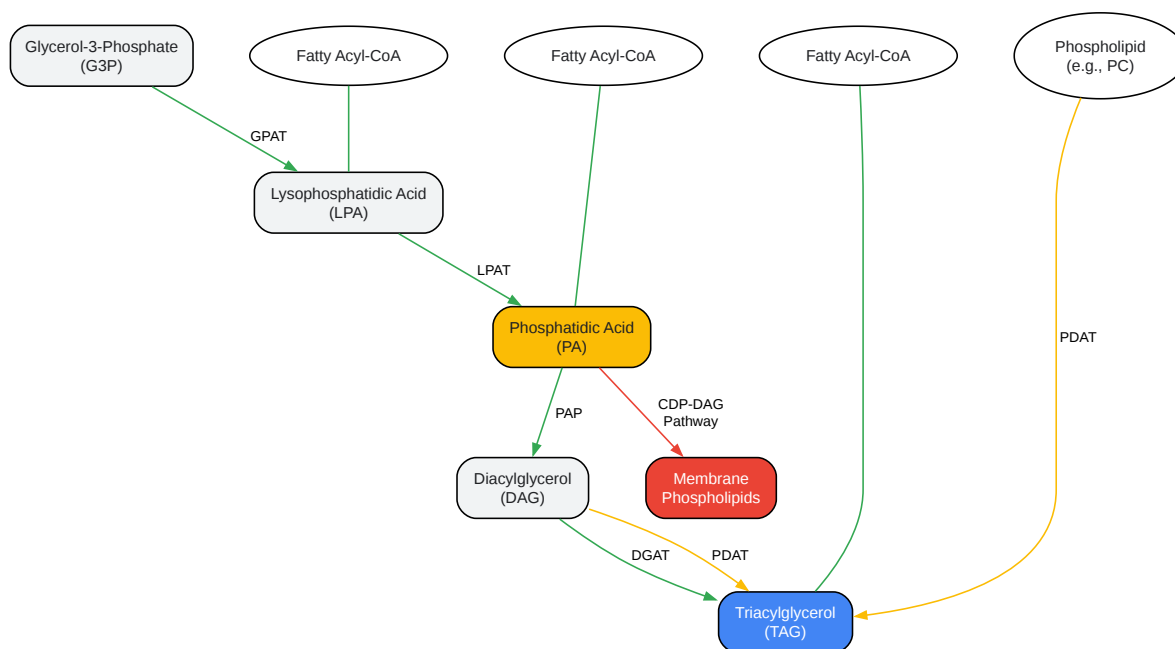 Glycerol-3-Phosphate
(G3P)
Fatty Acyl-CoA
Fatty Acyl-CoA
Fatty Acyl-CoA
Phospholipid
(e.g., PC)
GPAT
Lysophosphatidic Acid
(LPA)
LPAT
Phosphatidic Acid
(PA)
PDAT
PAP
CDP-DAG
Pathway
Diacylglycerol
(DAG)
Membrane
Phospholipids
DGAT
PDAT
Triacylglycerol
(TAG)